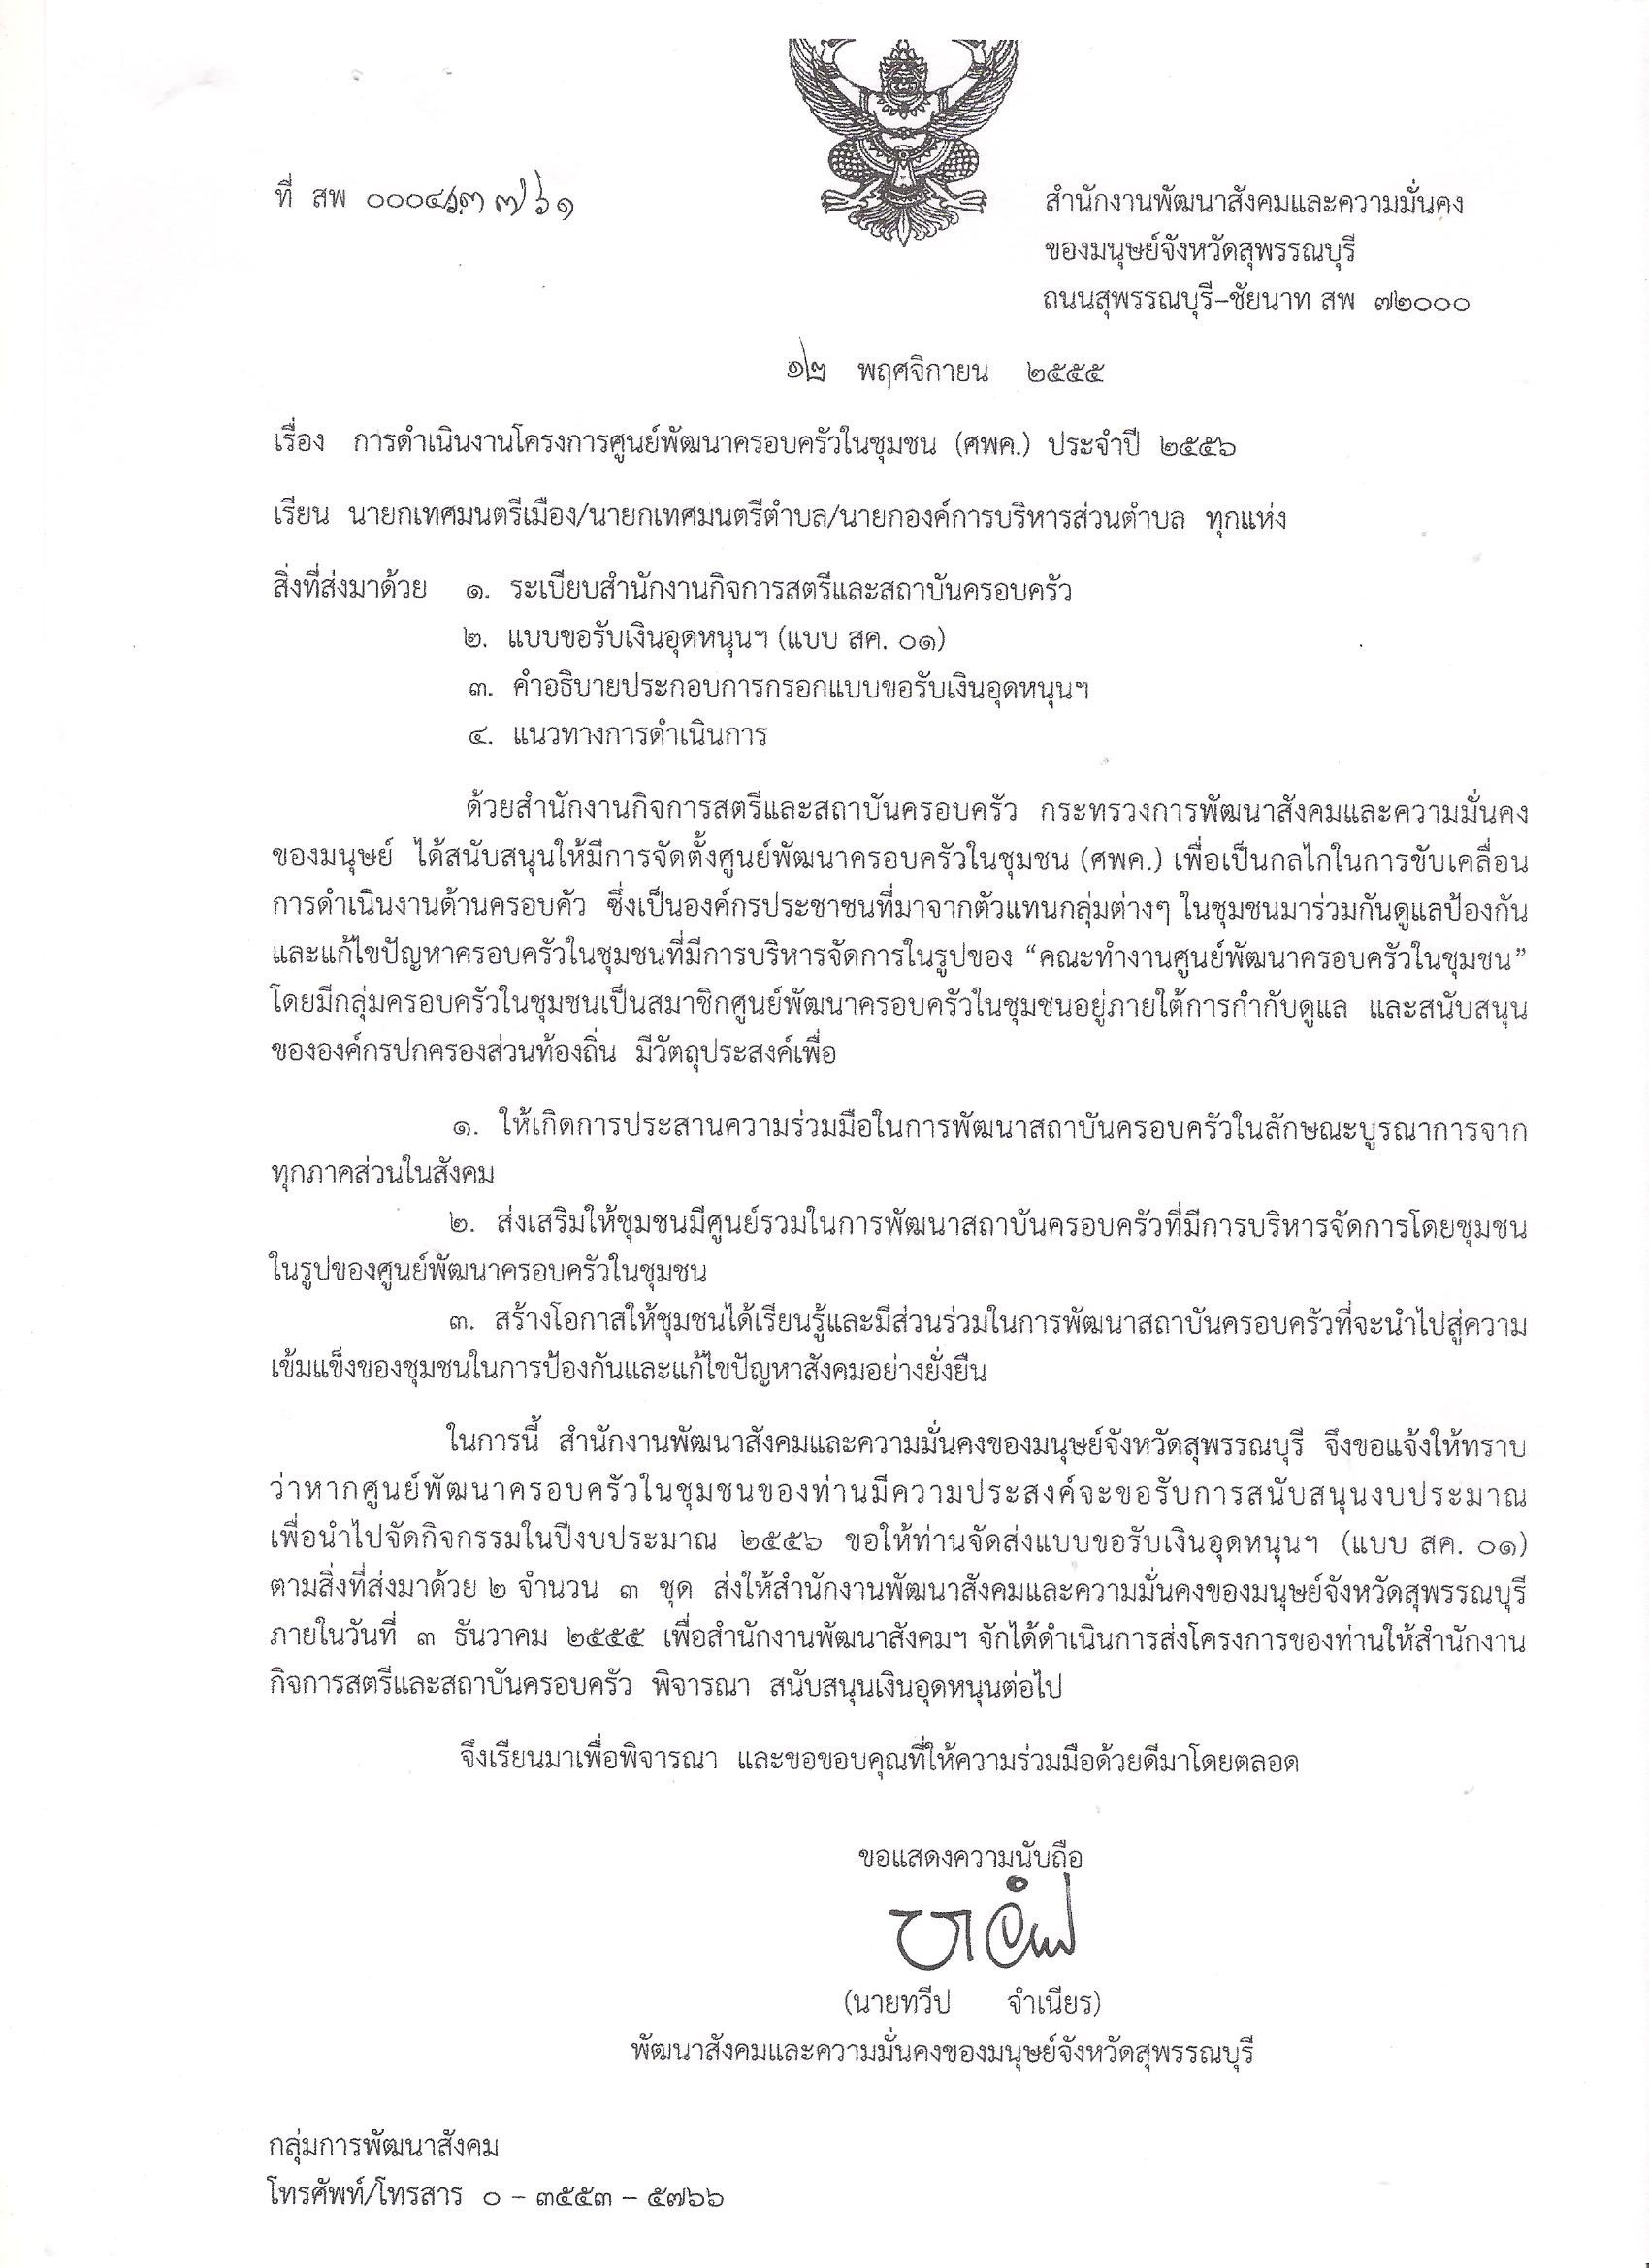 ที่ สพ ๐๐๐๔/ว๓๗๖๑
สำนักงานพัฒนาสังคมและความมั่นคง
ของมนุษย์จังหวัดสุพรรณบุรี
ถนนสุพรรณบุรี-ชัยนาท สพ ๗๒๐๐๐
๑๒ พฤศจิกายน ๒๕๕๕
เรื่อง การดำเนินงานโครงการศูนย์พัฒนาครอบครัวในชุมชน (ศพค.) ประจำปี ๒๕๕๖
เรียน นายกเทศมนตรีเมือง/นายกเทศมนตรีตำบล/นายกองค์การบริหารส่วนตำบล ทุกแห่ง
สิ่งที่ส่งมาด้วย ๑. ระเบียบสำนักงานกิจการสตรีและสถาบันครอบครัว
๒. แบบขอรับเงินอุดหนุนฯ (แบบ สค. ๐๑)
๓. คำอธิบายประกอบการกรอกแบบขอรับเงินอุดหนุนฯ
๔. แนวทางการดำเนินการ
ด้วยสำนักงานกิจการสตรีและสถาบันครอบครัว กระทรวงการพัฒนาสังคมและความมั่นคง
ของมนุษย์ ได้สนับสนุนให้มีการจัดตั้งศูนย์พัฒนาครอบครัวในชุมชน (ศพค.) เพื่อเป็นกลไกในการขับเคลื่อน
การดำเนินงานด้านครอบคัว ซึ่งเป็นองค์กรประชาชนที่มาจากตัวแทนกลุ่มต่างๆ ในชุมชนมาร่วมกันดูแลป้องกัน
และแก้ไขปัญหาครอบครัวในชุมชนที่มีการบริหารจัดการในรูปของ “คณะทำงานศูนย์พัฒนาครอบครัวในชุมชน”
โดยมีกลุ่มครอบครัวในชุมชนเป็นสมาชิกศูนย์พัฒนาครอบครัวในชุมชนอยู่ภายใต้การกำกับดูแล และสนับสนุน
ขององค์กรปกครองส่วนท้องถิ่น มีวัตถุประสงค์เพื่อ
๑. ให้เกิดการประสานความร่วมมือในการพัฒนาสถาบันครอบครัวในลักษณะบูรณาการจาก
ทุกภาคส่วนในสังคม
๒. ส่งเสริมให้ชุมชนมีศูนย์รวมในการพัฒนาสถาบันครอบครัวที่มีการบริหารจัดการโดยชุมชน
ในรูปของศูนย์พัฒนาครอบครัวในชุมชน
๓. สร้างโอกาสให้ชุมชนได้เรียนรู้และมีส่วนร่วมในการพัฒนาสถาบันครอบครัวที่จะนำไปสู่ความ
เข้มแข็งของชุมชนในการป้องกันและแก้ไขปัญหาสังคมอย่างยั่งยืน
ในการนี้ สำนักงานพัฒนาสังคมและความมั่นคงของมนุษย์จังหวัดสุพรรณบุรี จึงขอแจ้งให้ทราบ
ว่าหากศูนย์พัฒนาครอบครัวในชุมชนของท่านมีความประสงค์จะขอรับการสนับสนุนงบประมาณ
เพื่อนำไปจัดกิจกรรมในปีงบประมาณ ๒๕๕๖ ขอให้ท่านจัดส่งแบบขอรับเงินอุดหนุนฯ (แบบ สค. ๐๑)
ตามสิ่งที่ส่งมาด้วย ๒ จำนวน ๓ ชุด ส่งให้สำนักงานพัฒนาสังคมและความมั่นคงของมนุษย์จังหวัดสุพรรณบุรี
ภายในวันที่ ๓ ธันวาคม ๒๕๕๕ เพื่อสำนักงานพัฒนาสังคมฯ จักได้ดำเนินการส่งโครงการของท่านให้สำนักงาน
กิจการสตรีและสถาบันครอบครัว พิจารณา สนับสนุนเงินอุดหนุนต่อไป
จึงเรียนมาเพื่อพิจารณา และขอขอบคุณที่ให้ความร่วมมือด้วยดีมาโดยตลอด
ขอแสดงความนับถือ
(นายทวีป จำเนียร)
พัฒนาสังคมและความมั่นคงของมนุษย์จังหวัดสุพรรณบุรี
กลุ่มการพัฒนาสังคม
โทรศัพท์/โทรสาร ๐ - ๓๕๕๓ - ๕๗๖๖